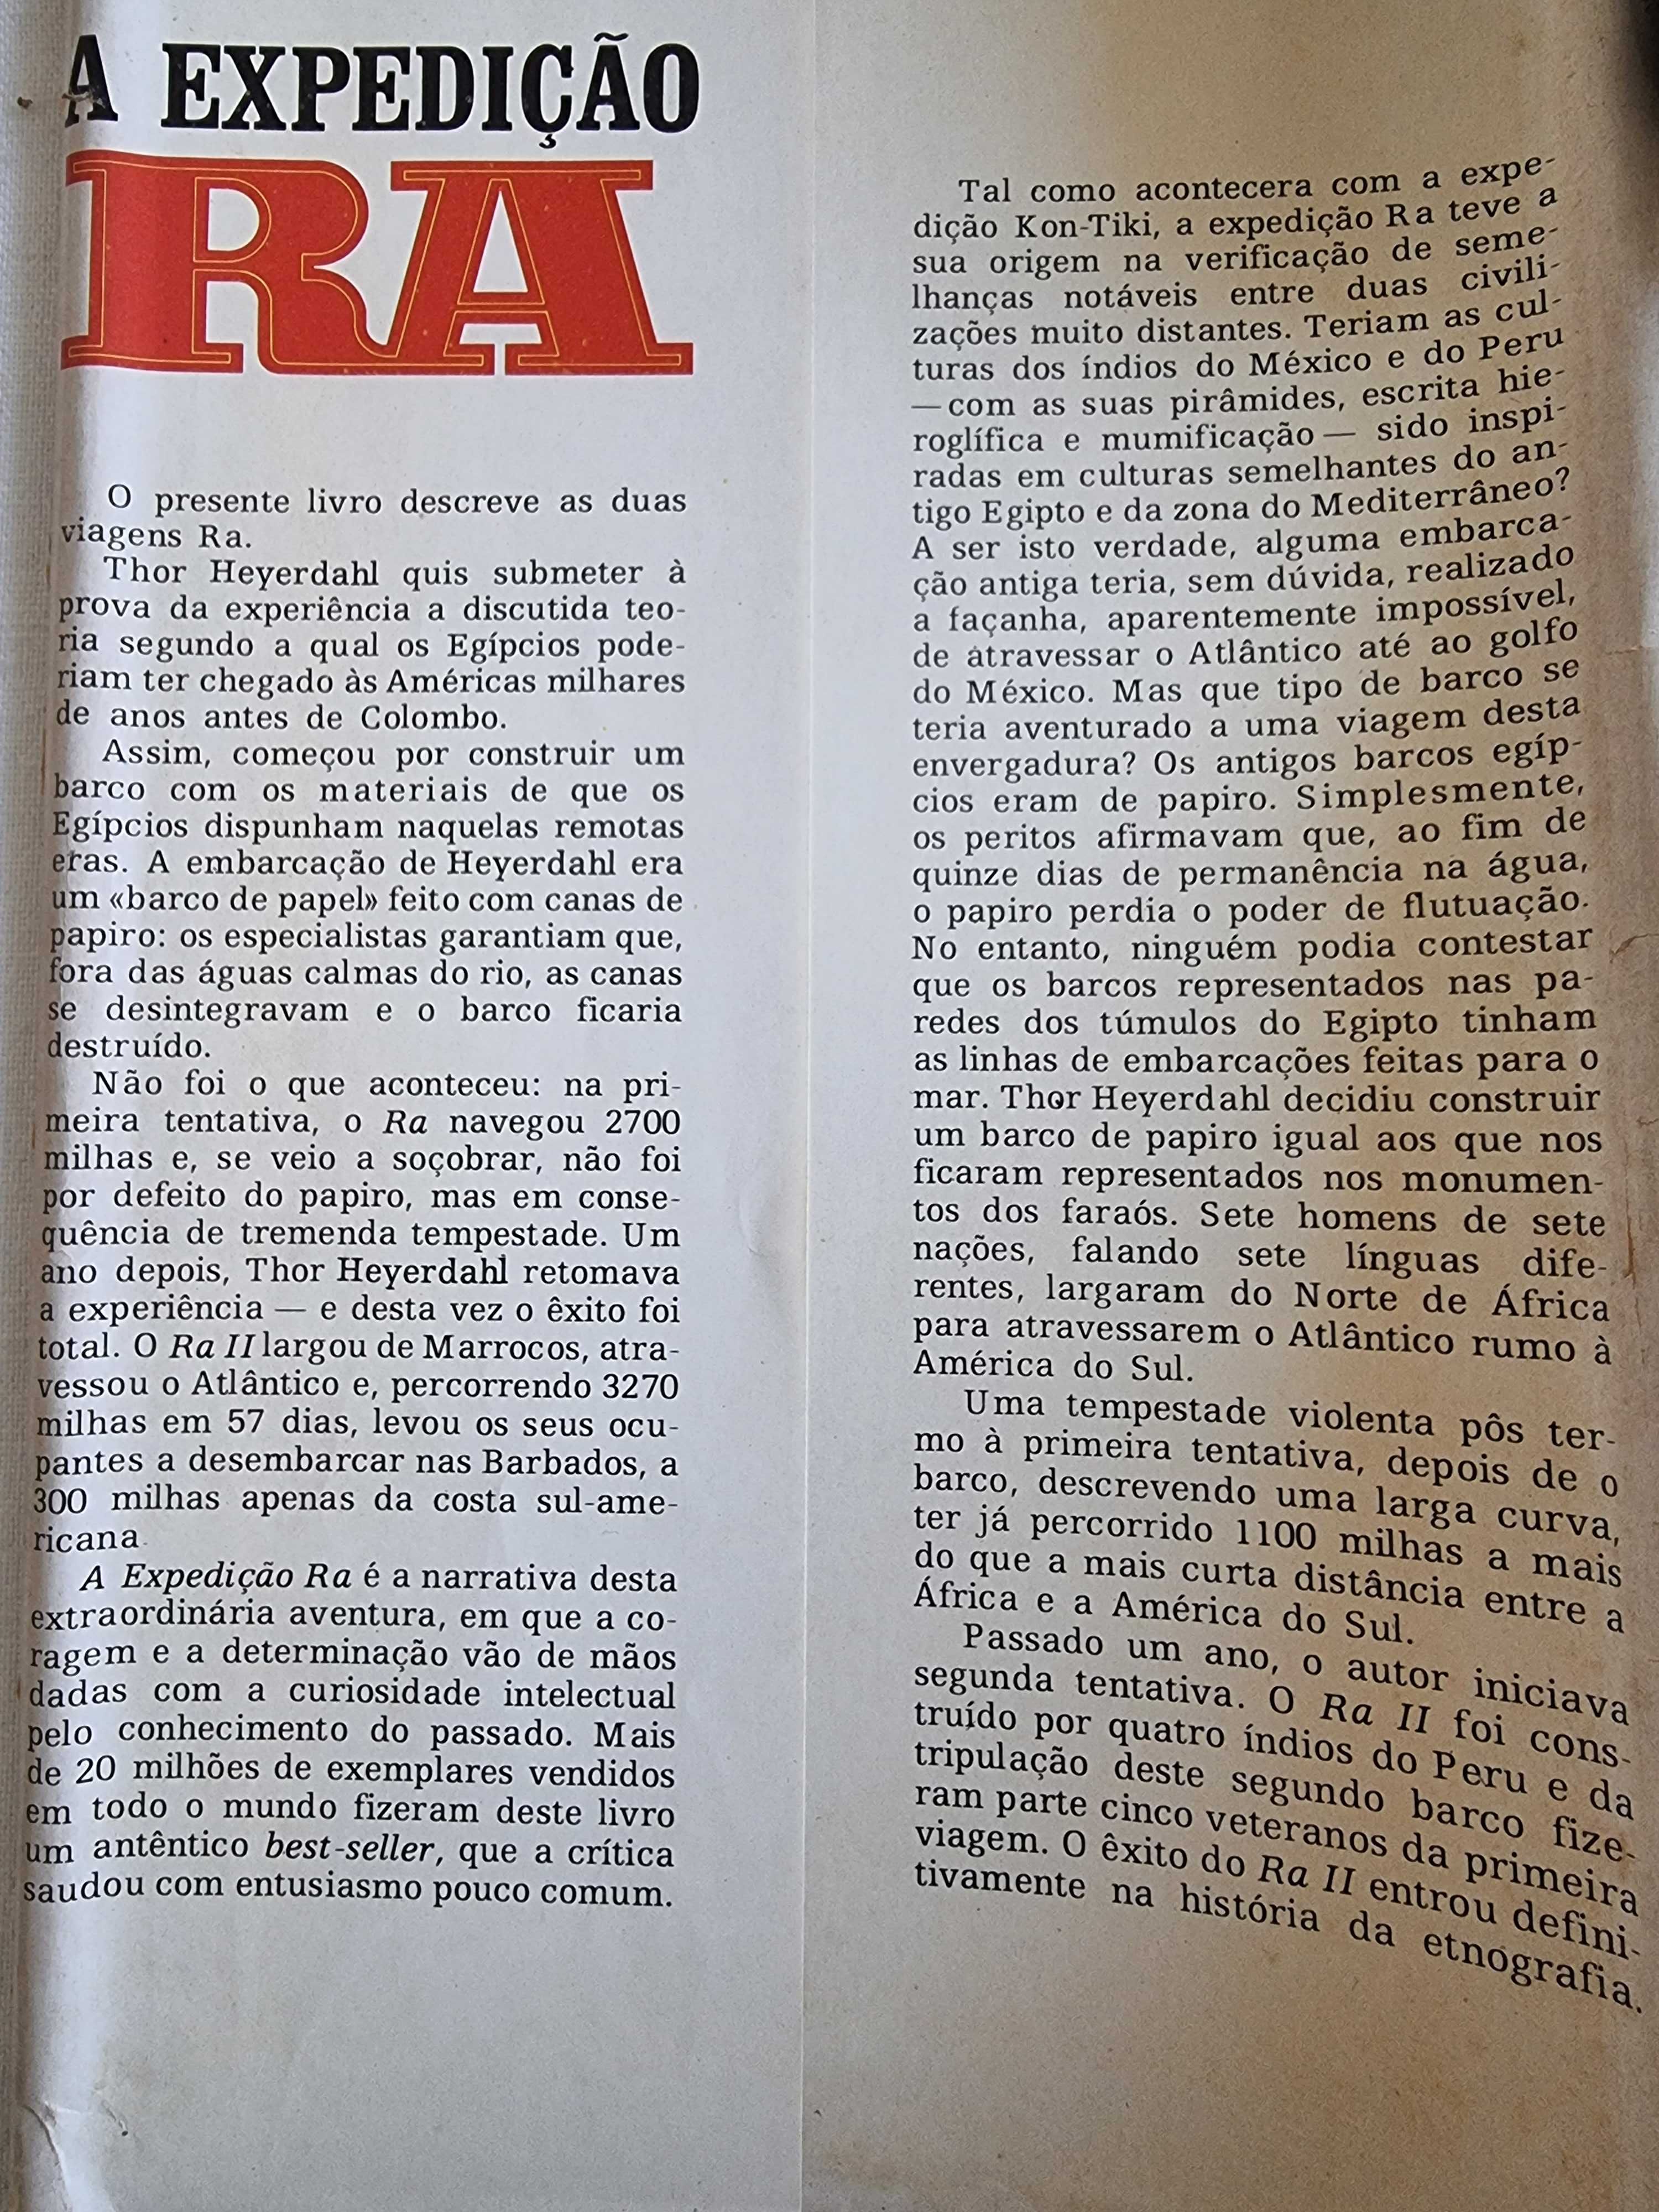 A EXPEDIÇÃO
RA
O presente livro descreve as duas
viagens Ra.
Thor Heyerdahl quis submeter à
prova da experiência a discutida teo-
ria segundo a qual os Egípcios pode-
riam ter chegado às Américas milhares
de anos antes de Colombo.
Assim, começou por construir um
barco com os materiais de que os
Egípcios dispunham naquelas remotas
eras. A embarcação de Heyerdahl era
um «barco de papel» feito com canas de
papiro: os especialistas garantiam que,
fora das águas calmas do rio, as canas
se desintegravam e o barco ficaria
destruído.
Não foi o que aconteceu: na pri-
meira tentativa, o Ra navegou 2700
milhas e, se veio a soçobrar, não foi
por defeito do papiro, mas em conse-
quência de tremenda tempestade. Um
ano depois, Thor Heyerdahl retomava
a experiência — e desta vez o êxito foi
total. O Ra II largou de Marrocos, atra-
vessou o Atlântico e, percorrendo 3270
milhas em 57 dias, levou os seus ocu-
pantes a desembarcar nas Barbados, a
300 milhas apenas da costa sul-ame-
ricana.
A Expedição Ra é a narrativa desta
extraordinária aventura, em que a co-
ragem e a determinação vão de mãos
dadas com a curiosidade intelectual
pelo conhecimento do passado. Mais
de 20 milhões de exemplares vendidos
em todo o mundo fizeram deste livro
um antêntico best-seller, que a crítica
saudou com entusiasmo pouco comum.
Tal como acontecera com a expe-
dição Kon-Tiki, a expedição Ra teve a
sua origem na verificação de seme-
lhanças notáveis entre duas civili-
zações muito distantes. Teriam as cul-
turas dos índios do México e do Peru
— com as suas pirâmides, escrita hie-
roglífica e mumificação — sido inspi-
radas em culturas semelhantes do an-
tigo Egipto e da zona do Mediterrâneo?
A ser isto verdade, alguma embarca-
ção antiga teria, sem dúvida, realizado
a façanha, aparentemente impossível,
de atravessar o Atlântico até ao golfo
do México. Mas que tipo de barco se
teria aventurado a uma viagem desta
envergadura? Os antigos barcos egíp-
cios eram de papiro. Simplesmente,
os peritos afirmavam que, ao fim de
quinze dias de permanência na água,
o papiro perdia o poder de flutuação.
No entanto, ninguém podia contestar
que os barcos representados nas pa-
redes dos túmulos do Egipto tinham
as linhas de embarcações feitas para o
mar. Thor Heyerdahl decidiu construir
um barco de papiro igual aos que nos
ficaram representados nos monumen-
tos dos faraós. Sete homens de sete
nações, falando sete línguas dife-
rentes, largaram do Norte de África
para atravessarem o Atlântico rumo à
América do Sul.
Uma tempestade violenta pôs ter-
mo à primeira tentativa, depois de o
barco, descrevendo uma larga curva,
ter já percorrido 1100 milhas a mais
do que a mais curta distância entre a
África e a América do Sul.
Passado um ano, o autor iniciava
segunda tentativa. O Ra II foi cons-
truído por quatro índios do Peru e da
tripulação deste segundo barco fize-
ram parte cinco veteranos da primeira
viagem. O êxito do Ra II entrou defini-
tivamente na história da etnografia.